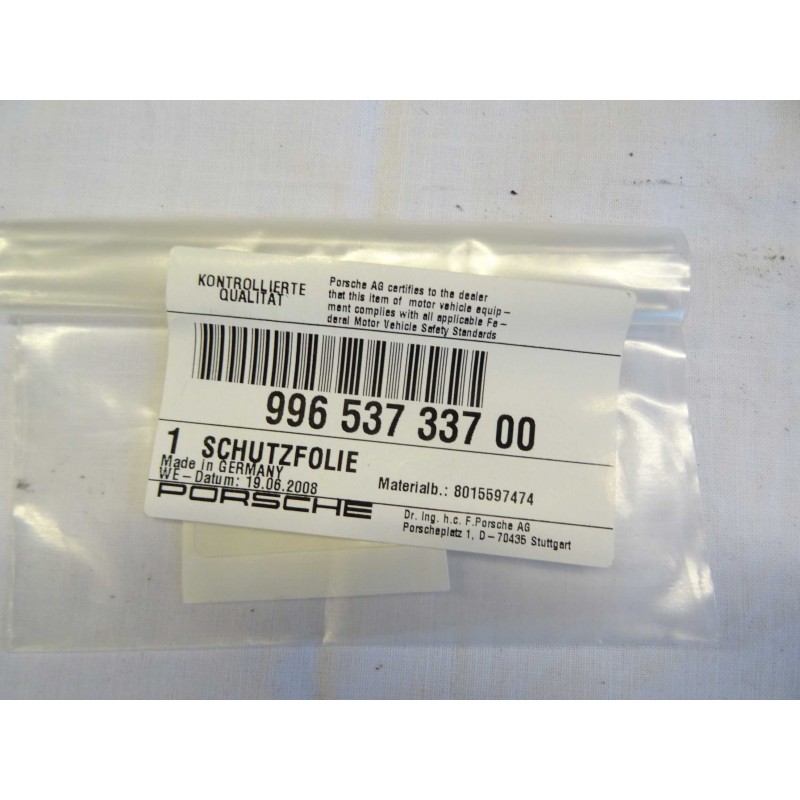 KONTROLLIERTE
QUALITÄT
Porsche AG certifies to the dealer
that this item of motor vehicle equip-
ment complies with all applicable Fe-
deral Motor Vehicle Safety Standards
996 537 337 00
1 SCHUTZFOLIE
Made in GERMANY
WE-Datum: 19.06.2008
Materialb.: 8015597474
PORSCHE
Dr. Ing. h.c. F.Porsche AG
Porscheplatz 1, D-70435 Stuttgart